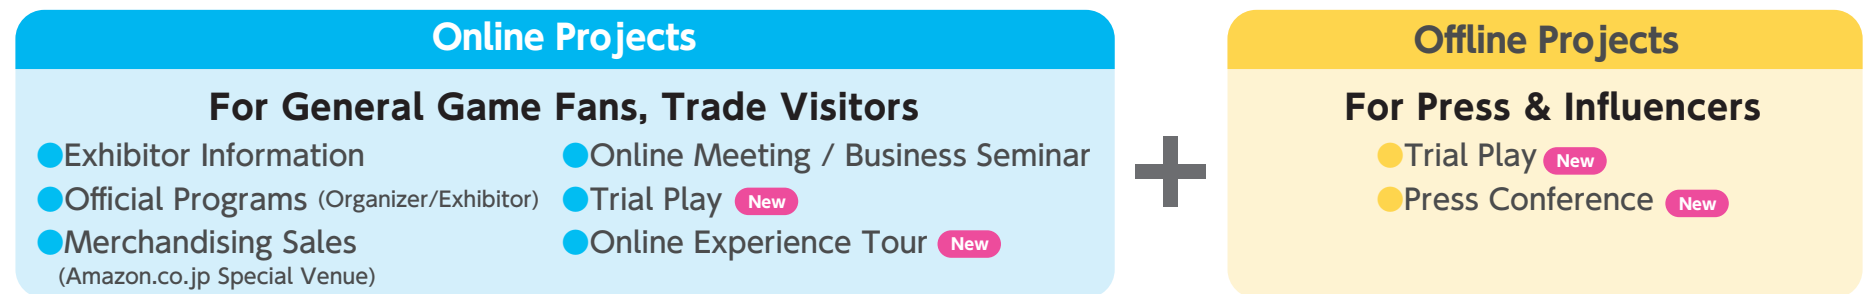 Online Projects
For General Game Fans, Trade Visitors
●Exhibitor Information
●Official Programs (Organizer/Exhibitor)
●Merchandising Sales
(Amazon.co.jp Special Venue)
●Online Meeting / Business Seminar
●Trial Play New
●Online Experience Tour New
+
Offline Projects
For Press & Influencers
●Trial Play New
●Press Conference New